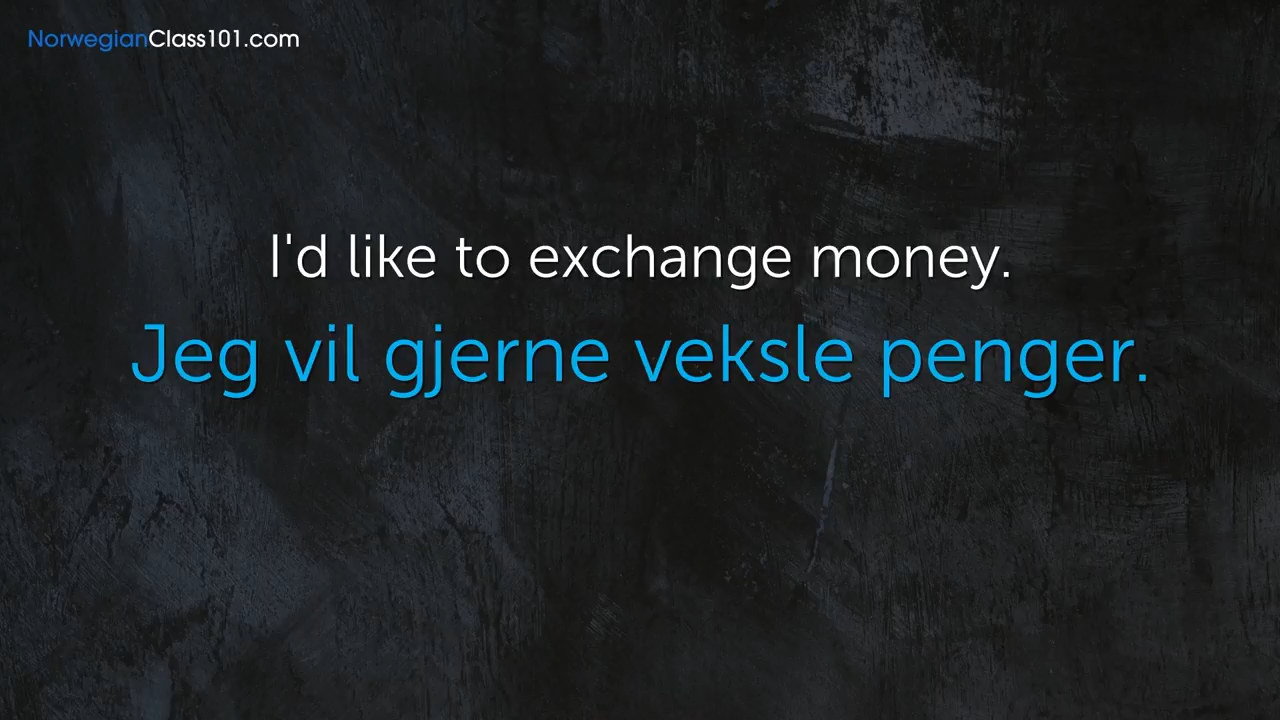 NorwegianClass101.com
I'd like to exchange money.
Jeg vil gjerne veksle penger.